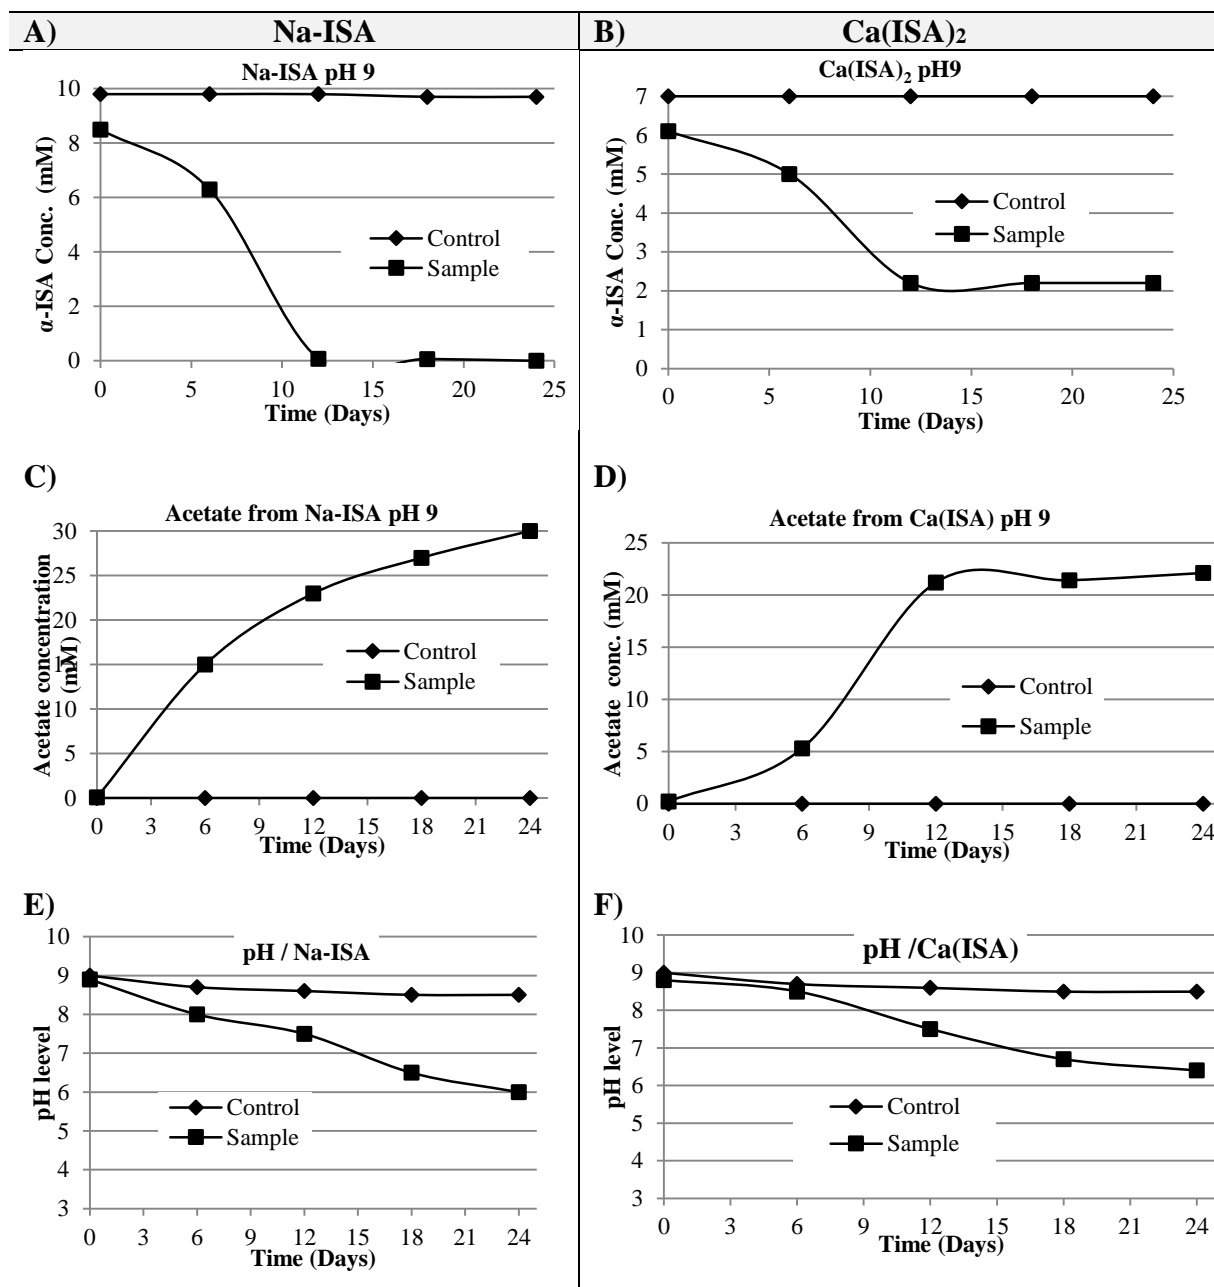 A) Na-ISA
B) Ca(ISA)₂
Na-ISA pH 9
10
8
6
4
2
0
α-ISA Conc. (mM)
Control
Sample
0 5 10 15 20 25
Time (Days)
Ca(ISA)₂ pH9
7
6
5
4
3
2
1
0
α-ISA Conc. (mM)
Control
Sample
0 5 10 15 20 25
Time (Days)
C)
Acetate from Na-ISA pH 9
30
25
20
15
10
5
0
Acetate concentration
(mM)
Control
Sample
0 3 6 9 12 15 18 21 24
Time (Days)
D)
Acetate from Ca(ISA) pH 9
25
20
15
10
5
0
Acetate conc. (mM)
Control
Sample
0 3 6 9 12 15 18 21 24
Time (Days)
E)
pH / Na-ISA
10
9
8
7
6
5
4
3
pH leevel
Control
Sample
0 3 6 9 12 15 18 21 24
Time (Days)
F)
pH /Ca(ISA)
10
9
8
7
6
5
4
3
pH level
Control
Sample
0 3 6 9 12 15 18 21 24
Time (Days)